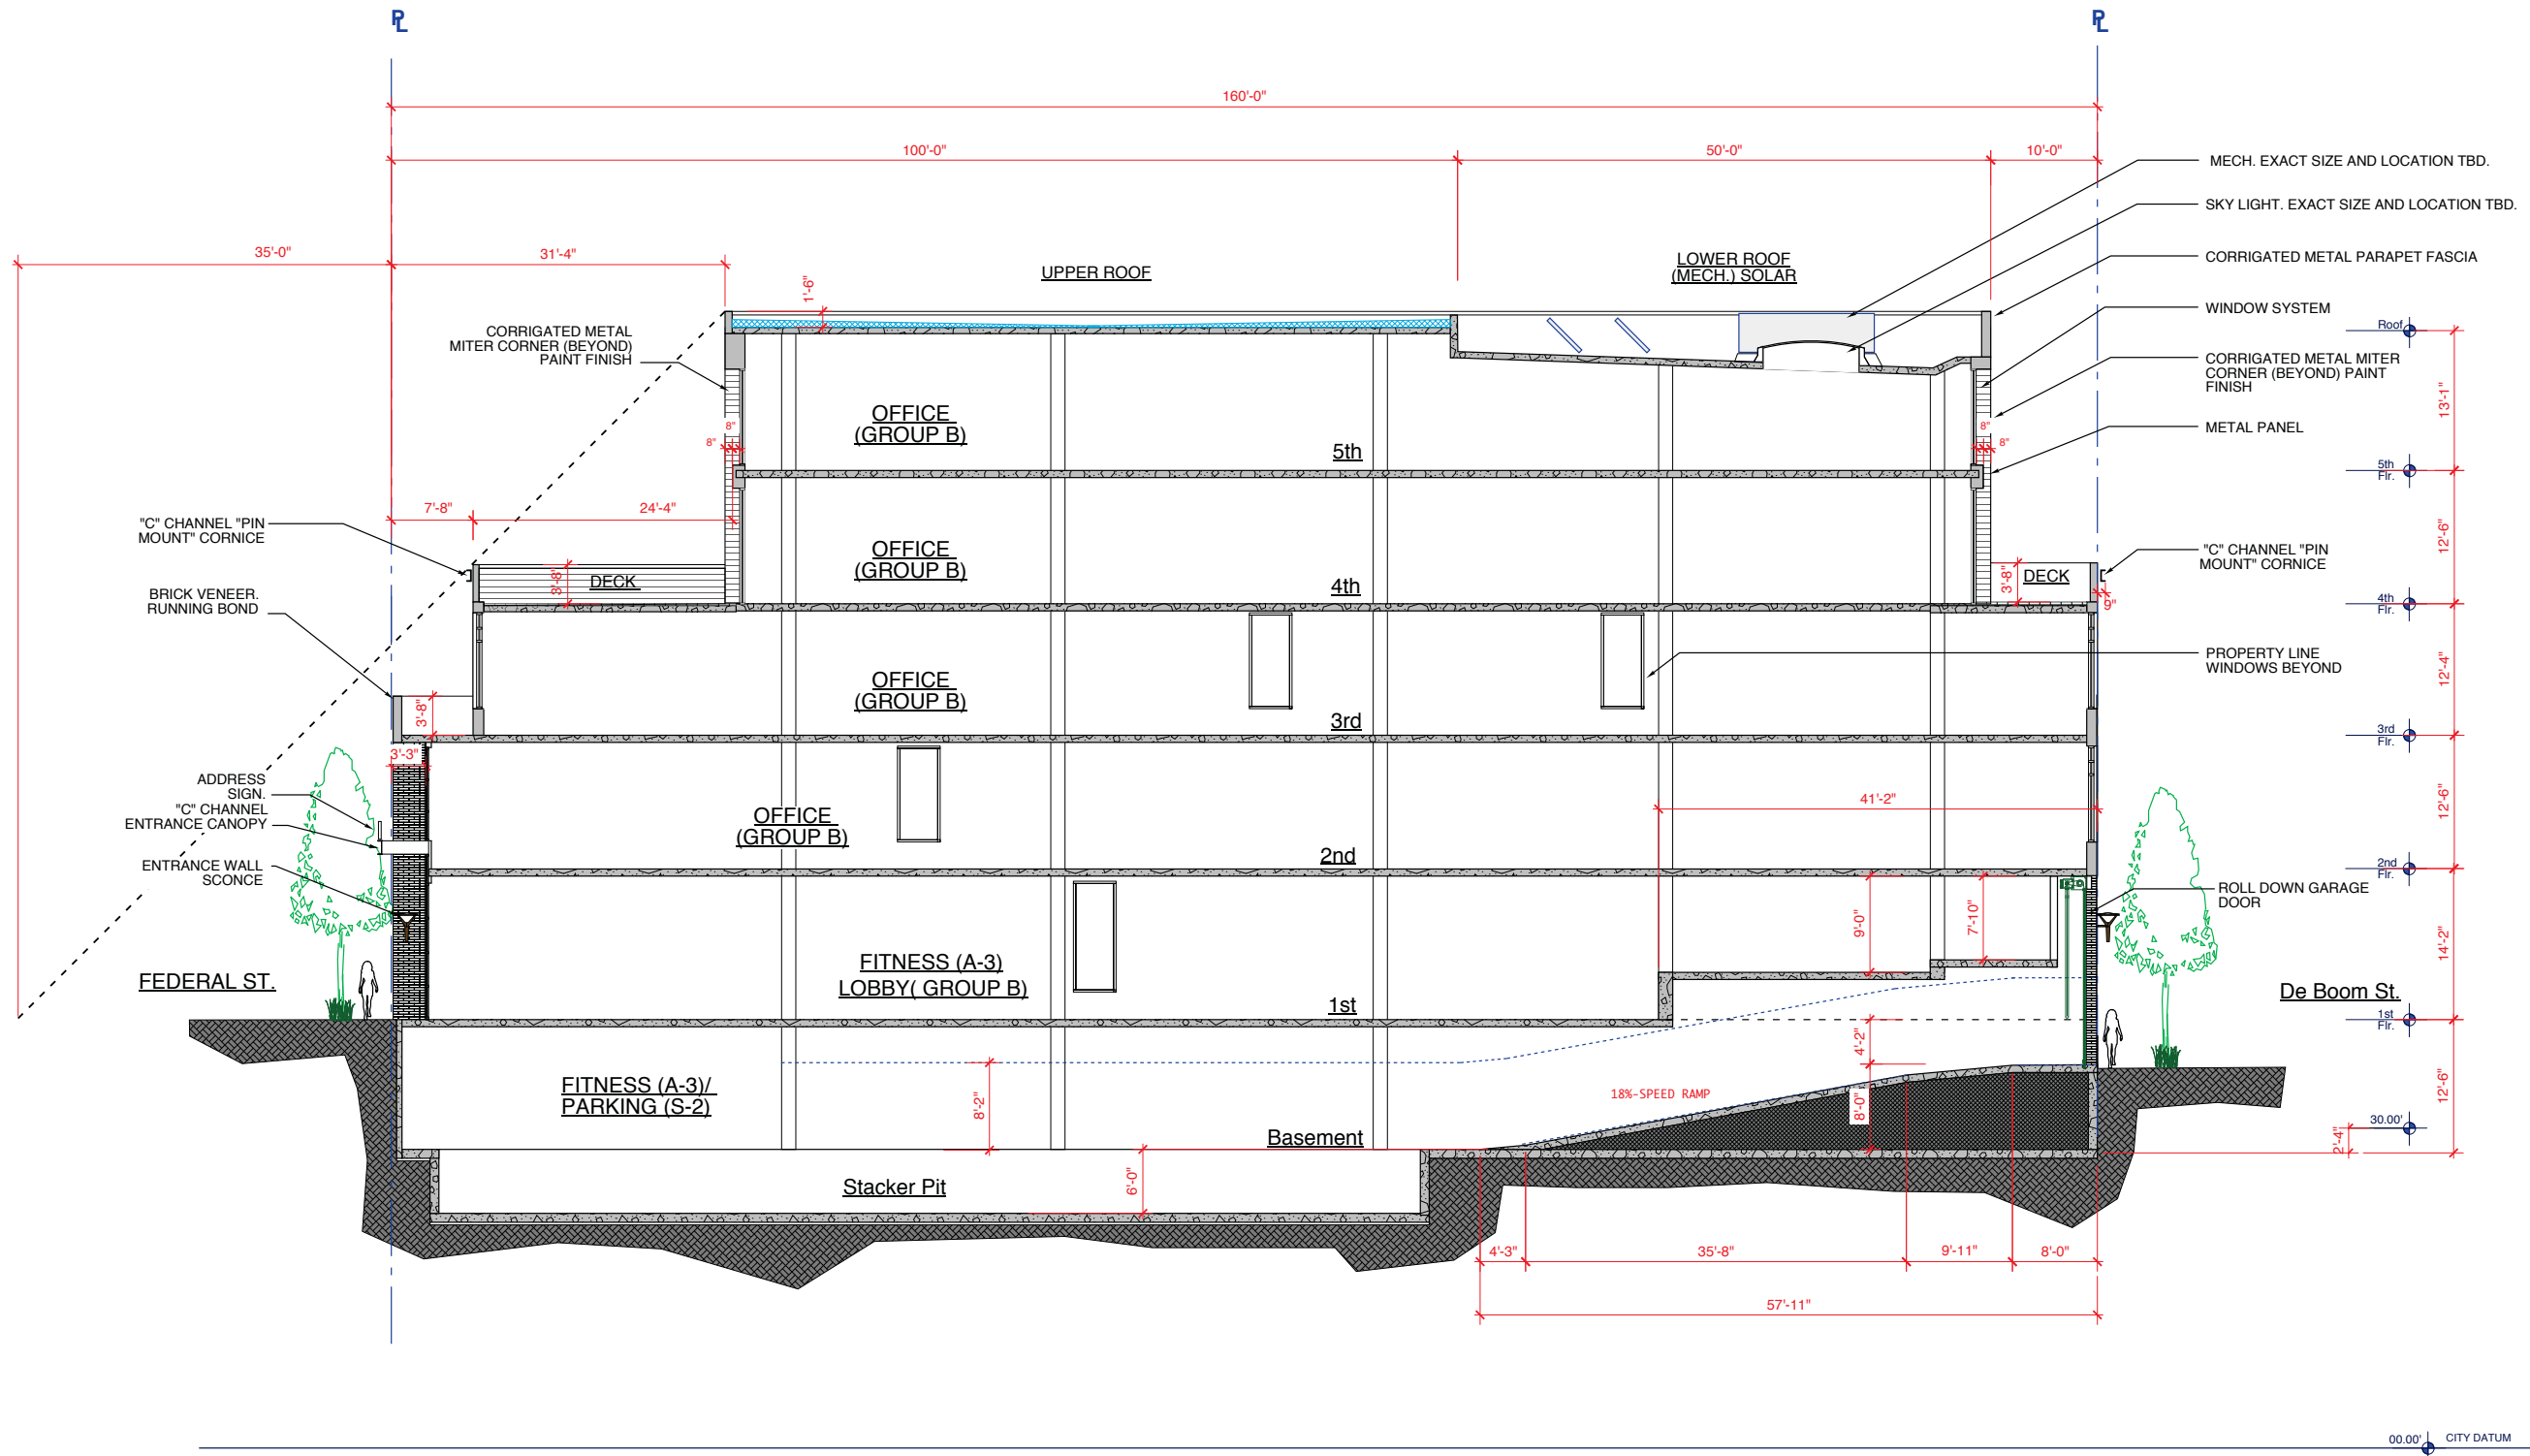 PL
PL
160'-0"
100'-0"
50'-0"
10'-0"
MECH. EXACT SIZE AND LOCATION TBD.
SKY LIGHT. EXACT SIZE AND LOCATION TBD.
35'-0"
31'-4"
UPPER ROOF
LOWER ROOF
(MECH.) SOLAR
CORRIGATED METAL PARAPET FASCIA
1'-6"
WINDOW SYSTEM
CORRIGATED METAL
MITER CORNER (BEYOND)
PAINT FINISH
Roof
CORRIGATED METAL MITER
CORNER (BEYOND) PAINT
FINISH
13'-1"
OFFICE
(GROUP B)
8"
8"
8"
8"
METAL PANEL
5th
5th
Flr.
7'-8"
24'-4"
"C" CHANNEL "PIN
MOUNT" CORNICE
12'-6"
OFFICE
(GROUP B)
"C" CHANNEL "PIN
MOUNT" CORNICE
3'-8"
DECK
4th
3'-8"
DECK
9"
4th
Flr.
BRICK VENEER.
RUNNING BOND
OFFICE
(GROUP B)
PROPERTY LINE
WINDOWS BEYOND
12'-4"
3'-8"
3rd
3rd
Flr.
3'-3"
ADDRESS
SIGN.
"C" CHANNEL
ENTRANCE CANOPY
OFFICE
(GROUP B)
41'-2"
12'-6"
2nd
2nd
Flr.
ENTRANCE WALL
SCONCE
ROLL DOWN GARAGE
DOOR
9'-0"
7'-10"
14'-2"
FITNESS (A-3)
LOBBY( GROUP B)
FEDERAL ST.
De Boom St.
1st
1st
Flr.
4'-2"
FITNESS (A-3)/
PARKING (S-2)
8'-2"
18%-SPEED RAMP
8'-0"
12'-6"
30.00'
2'-4"
Basement
Stacker Pit
6'-0"
4'-3"
35'-8"
9'-11"
8'-0"
57'-11"
00.00'
CITY DATUM